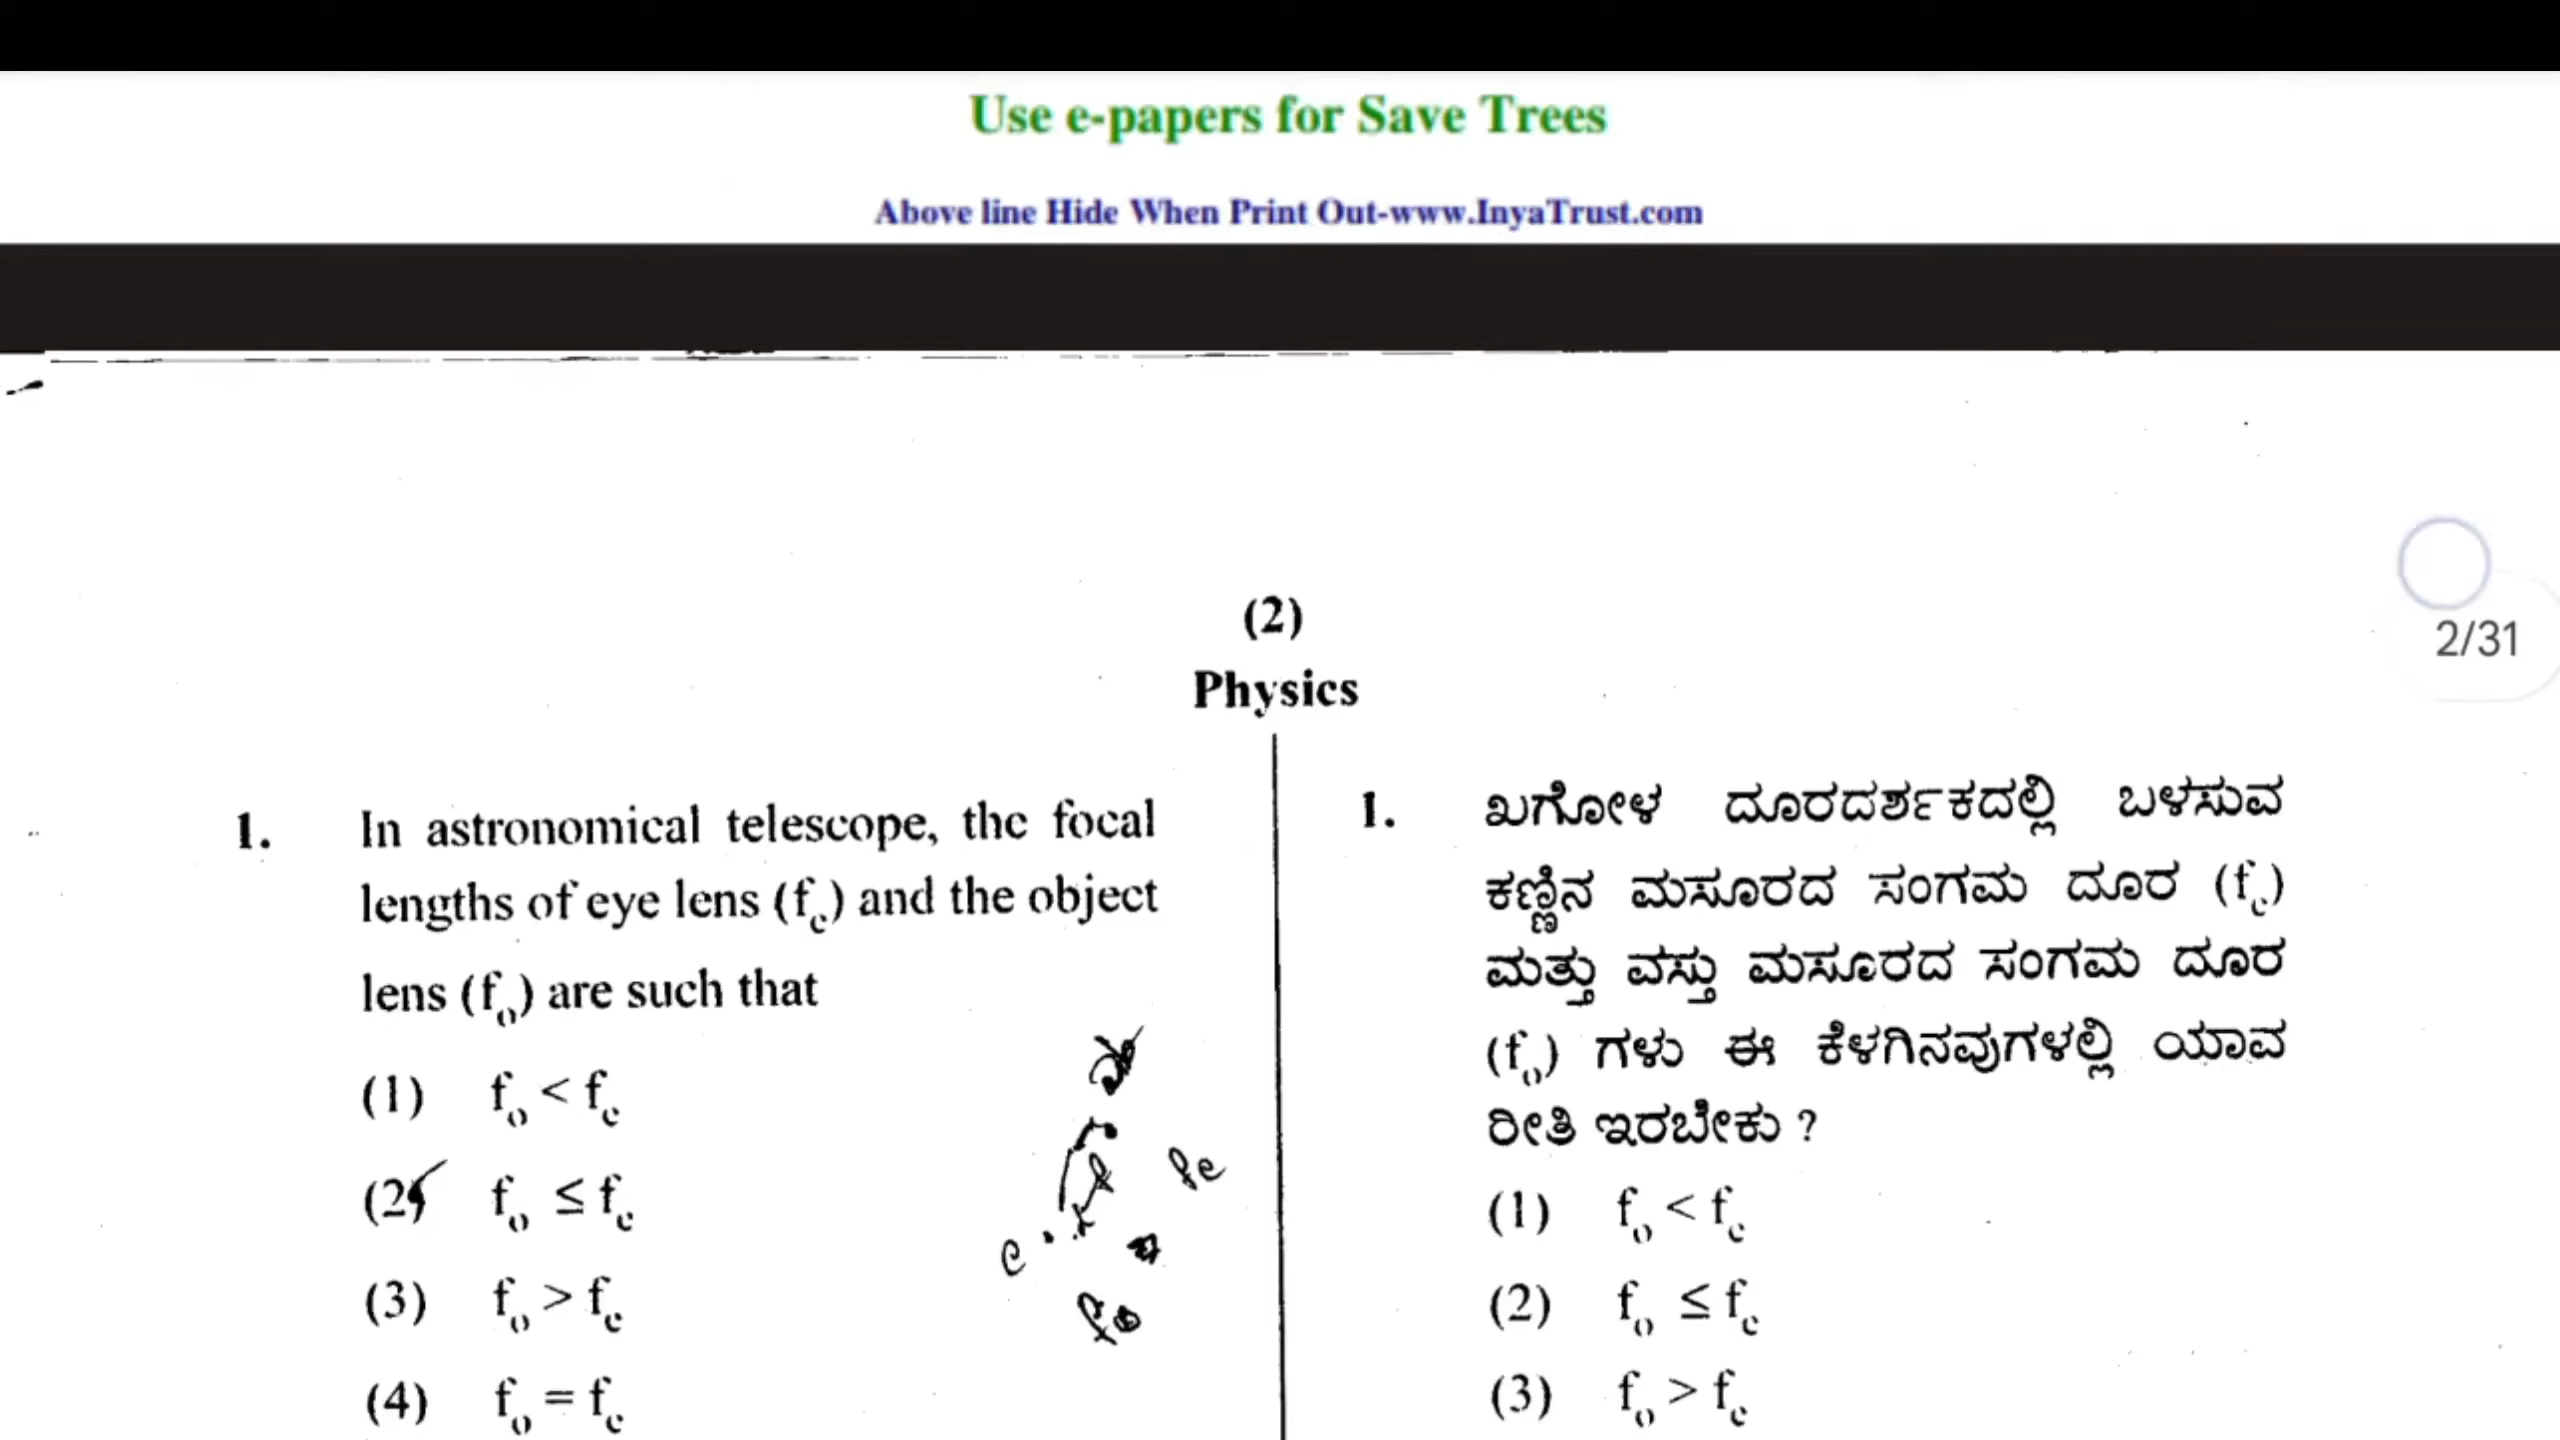 Use e-papers for Save Trees
Above line Hide When Print Out-www.InyaTrust.com
2/31
(2)
Physics
1. In astronomical telescope, the focal
lengths of eye lens (fe) and the object
lens (fo) are such that
(1) fo < fe
(2) fo ≤ fe
(3) fo > fe
(4) fo = fe
fe
e
fo
1. ಖಗೋಳ ದೂರದರ್ಶಕದಲ್ಲಿ ಬಳಸುವ
ಕಣ್ಣಿನ ಮಸೂರದ ಸಂಗಮ ದೂರ (fe)
ಮತ್ತು ವಸ್ತು ಮಸೂರದ ಸಂಗಮ ದೂರ
(fo) ಗಳು ಈ ಕೆಳಗಿನವುಗಳಲ್ಲಿ ಯಾವ
ರೀತಿ ಇರಬೇಕು ?
(1) fo < fe
(2) fo ≤ fe
(3) fo > fe